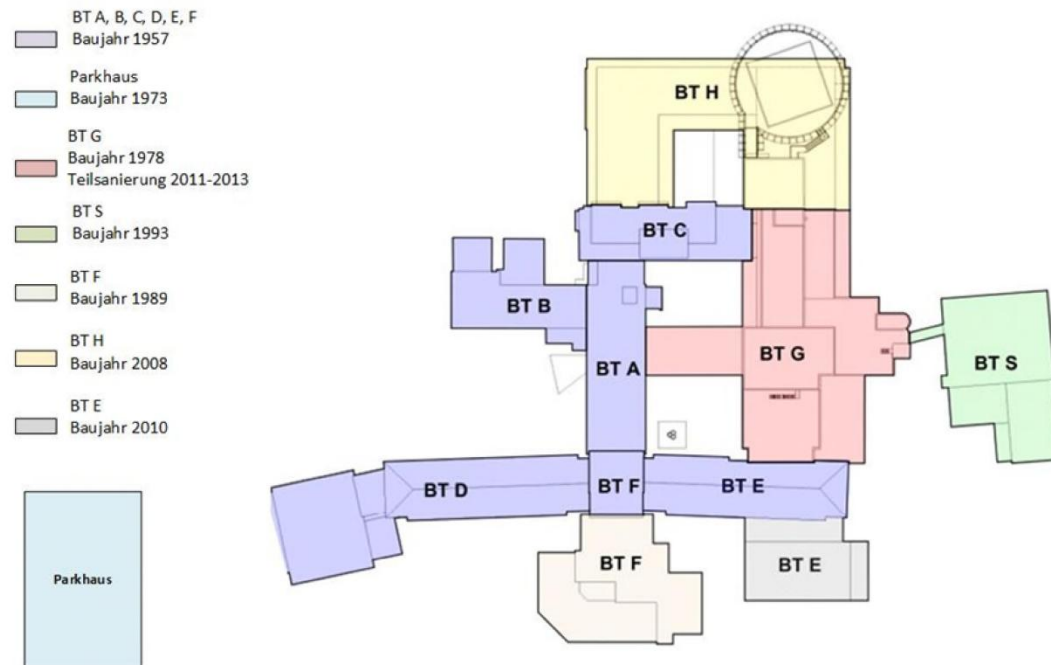 BT A, B, C, D, E, F
Baujahr 1957
Parkhaus
Baujahr 1973
BT G
Baujahr 1978
Teilsanierung 2011-2013
BT S
Baujahr 1993
BT F
Baujahr 1989
BT H
Baujahr 2008
BT E
Baujahr 2010
Parkhaus
BT H
BT C
BT B
BT A
BT G
BT S
BT D
BT F
BT E
BT F
BT E